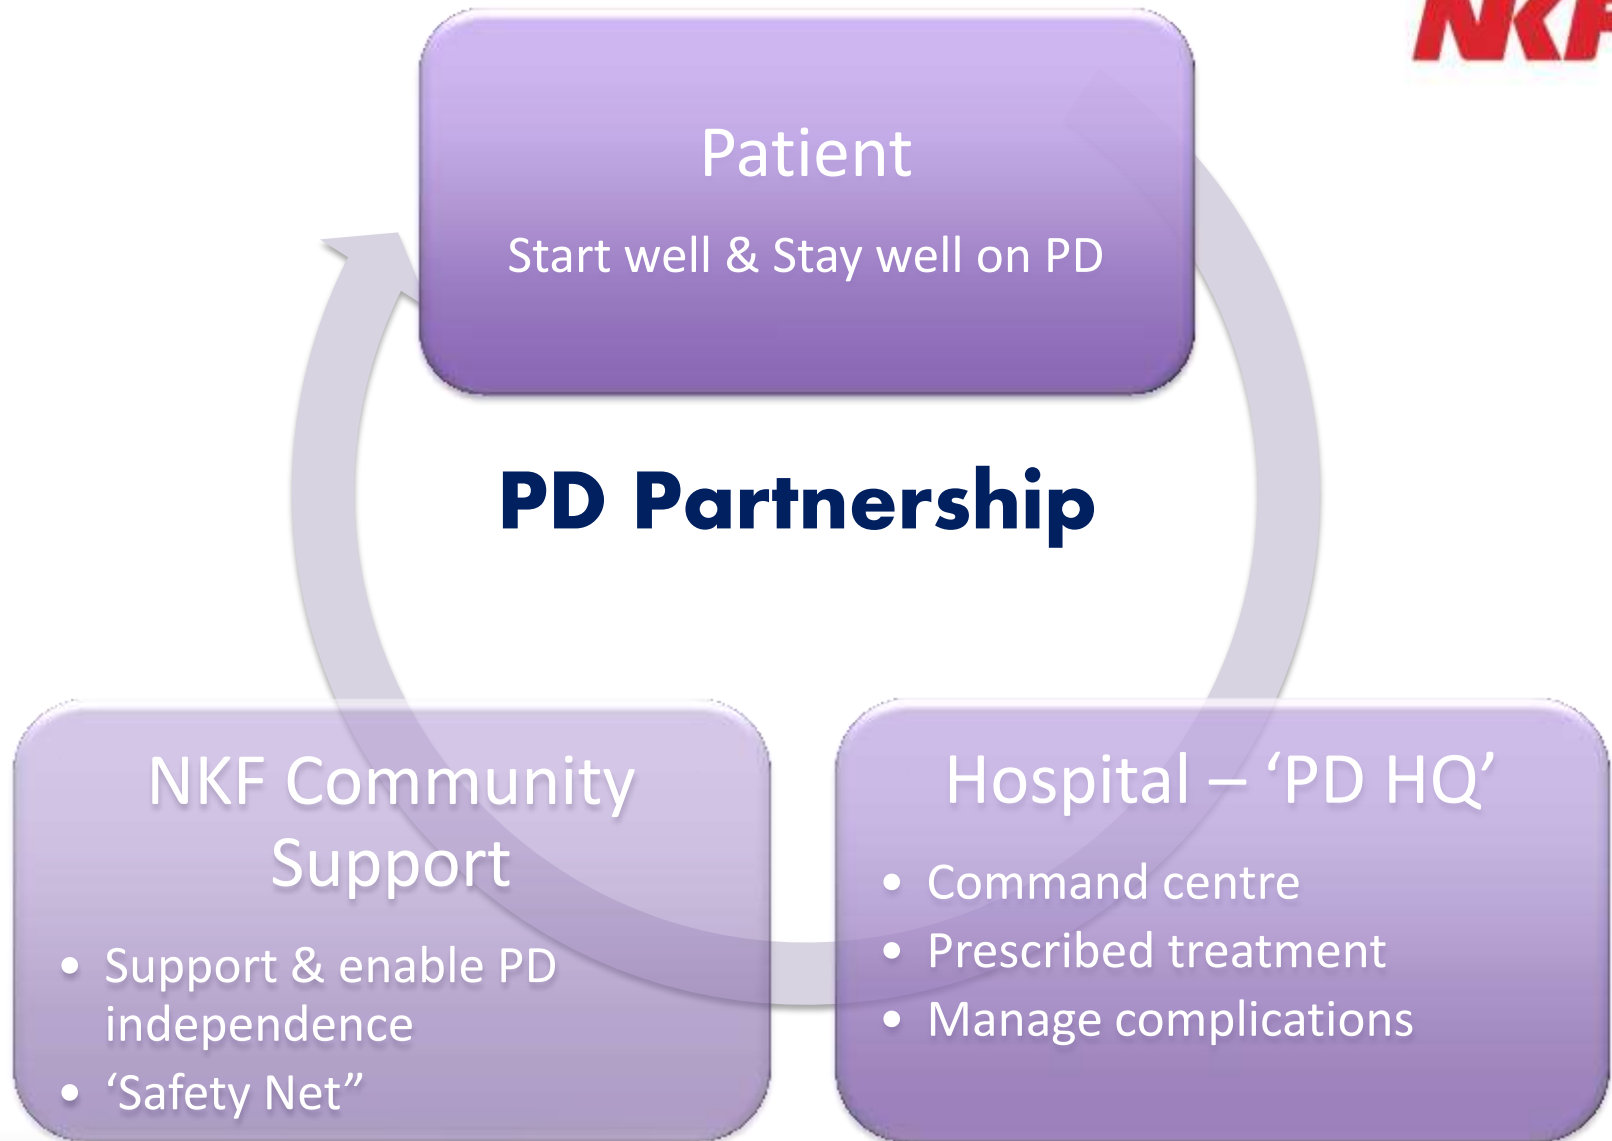 NKF
Patient
Start well & Stay well on PD
PD Partnership
NKF Community
Support
• Support & enable PD
independence
• ‘Safety Net”
Hospital – ‘PD HQ’
• Command centre
• Prescribed treatment
• Manage complications